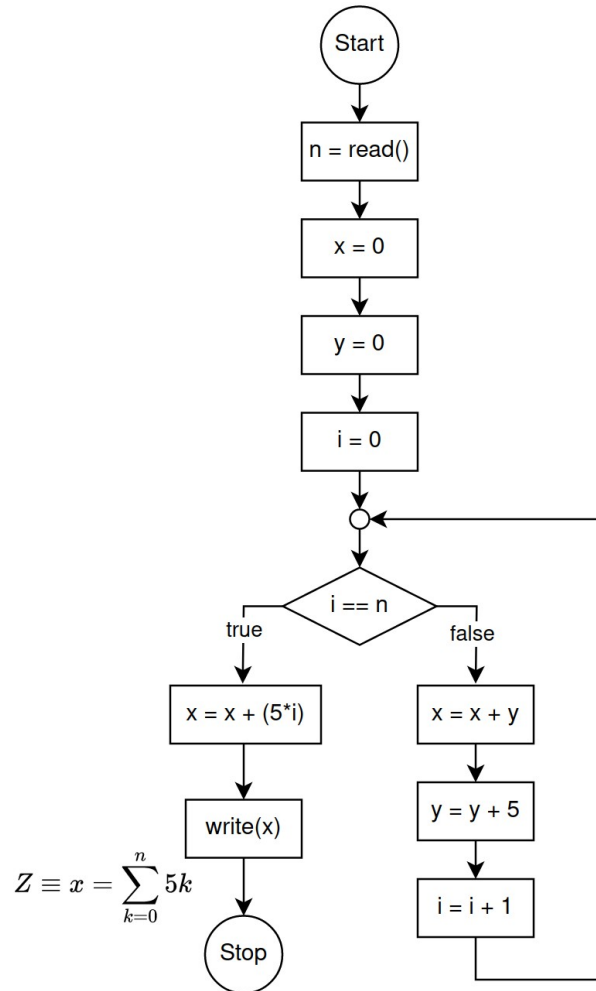 Start
n = read()
x = 0
y = 0
i = 0
i == n
true
false
x = x + (5*i)
x = x + y
write(x)
y = y + 5
Z ≡ x = ∑_{k=0}^{n} 5k
i = i + 1
Stop